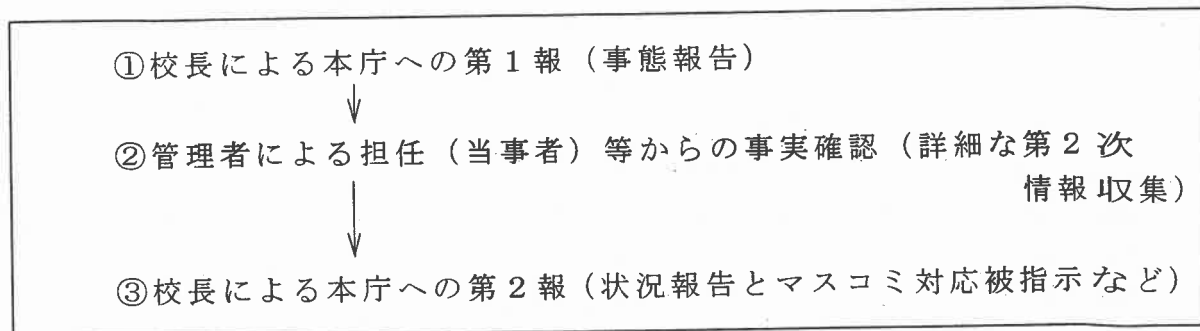 ①校長による本庁への第１報（事態報告）
↓
②管理者による担任（当事者）等からの事実確認（詳細な第２次
情報収集）
↓
③校長による本庁への第２報（状況報告とマスコミ対応被指示など）